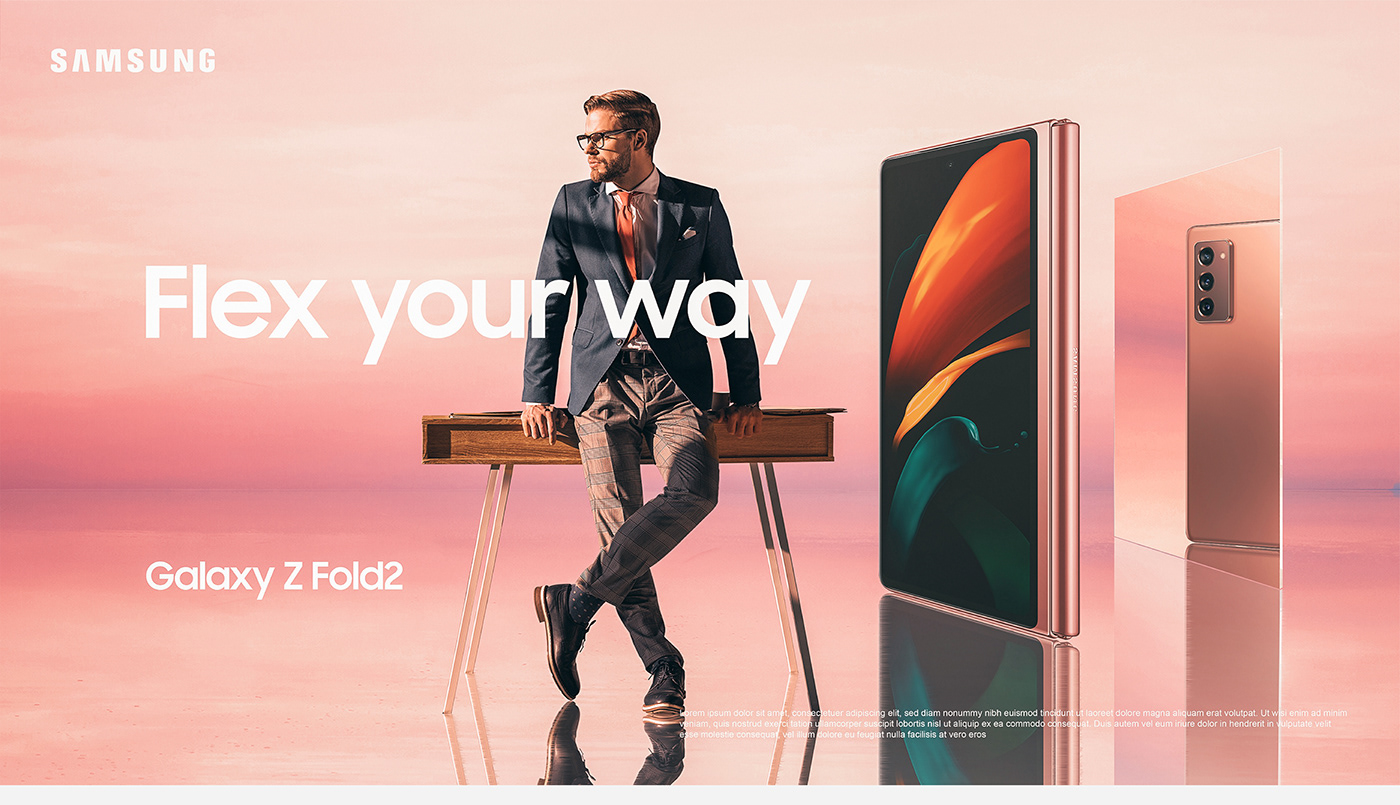 SAMSUNG
Flex your way
SAMSUNG
Galaxy Z Fold2
Lorem ipsum dolor sit amet, consectetuer adipiscing elit, sed diam nonummy nibh euismod tincidunt ut laoreet dolore magna aliquam erat volutpat. Ut wisi enim ad minim
veniam, quis nostrud exerci tation ullamcorper suscipit lobortis nisl ut aliquip ex ea commodo consequat. Duis autem vel eum iriure dolor in hendrerit in vulputate velit
esse molestie consequat, vel illum dolore eu feugiat nulla facilisis at vero eros